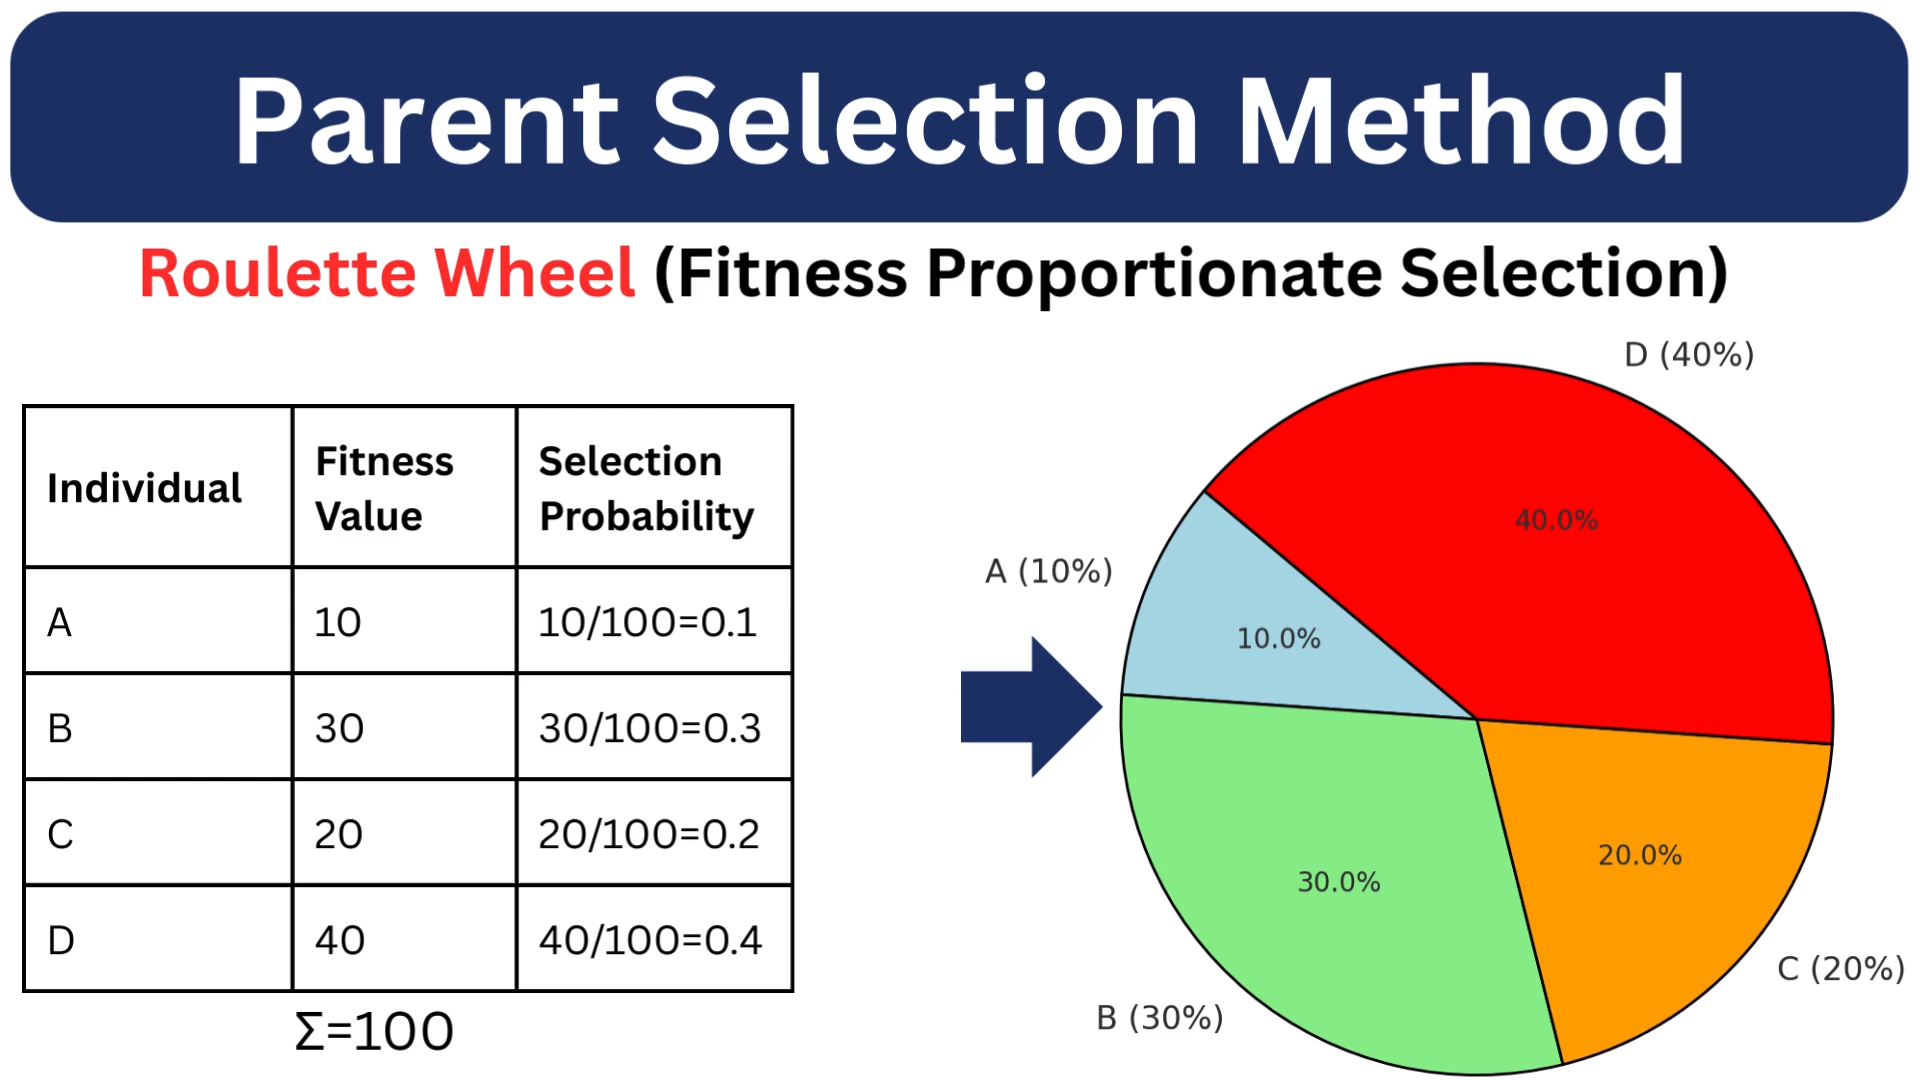 Parent Selection Method
Roulette Wheel (Fitness Proportionate Selection)
Individual
Fitness
Value
Selection
Probability
A
10
10/100=0.1
B
30
30/100=0.3
C
20
20/100=0.2
D
40
40/100=0.4
Σ=100
D (40%)
40.0%
A (10%)
10.0%
30.0%
20.0%
B (30%)
C (20%)